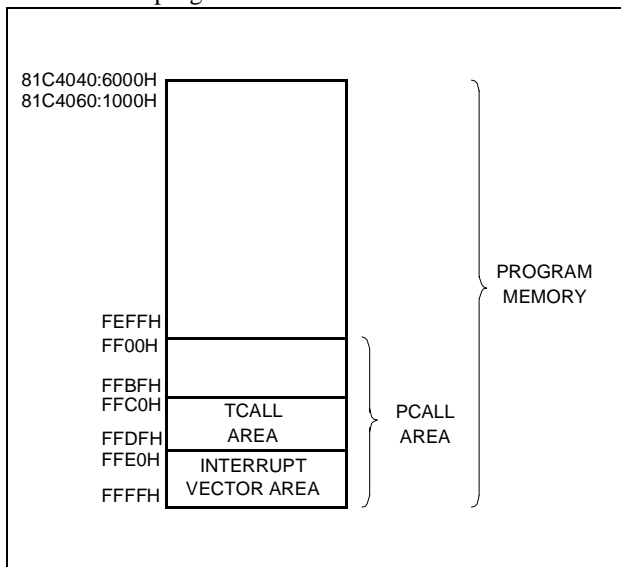 81C4040:6000H
81C4060:1000H
PROGRAM
MEMORY
FEFFH
FF00H
FFBFH
FFC0H
TCALL
AREA
PCALL
AREA
FFDFH
FFE0H
INTERRUPT
VECTOR AREA
FFFFH